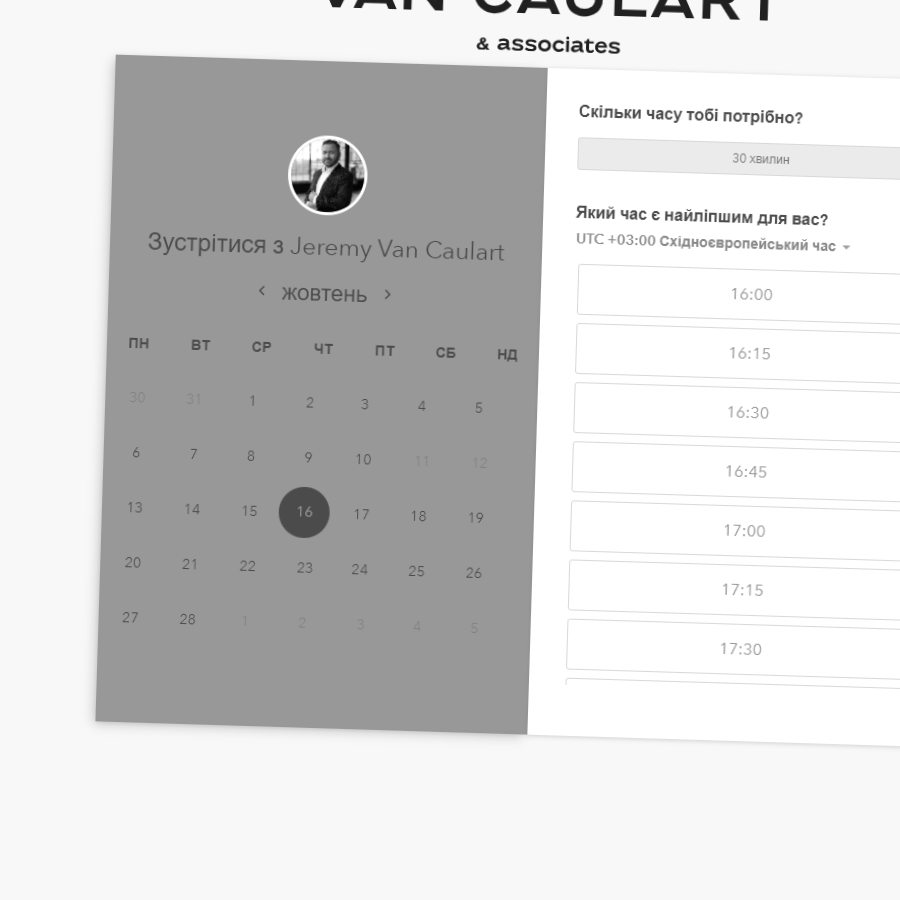 VAN CAULART
& associates
Зустрітися з Jeremy Van Caulart
жовтень
ПН ВТ СР ЧТ ПТ СБ НД
30 31 1 2 3 4 5
6 7 8 9 10 11 12
13 14 15 16 17 18 19
20 21 22 23 24 25 26
27 28 1 2 3 4 5
Скільки часу тобі потрібно?
30 хвилин
Який час є найліпшим для вас?
UTC +03:00 Східноєвропейський час
16:00
16:15
16:30
16:45
17:00
17:15
17:30